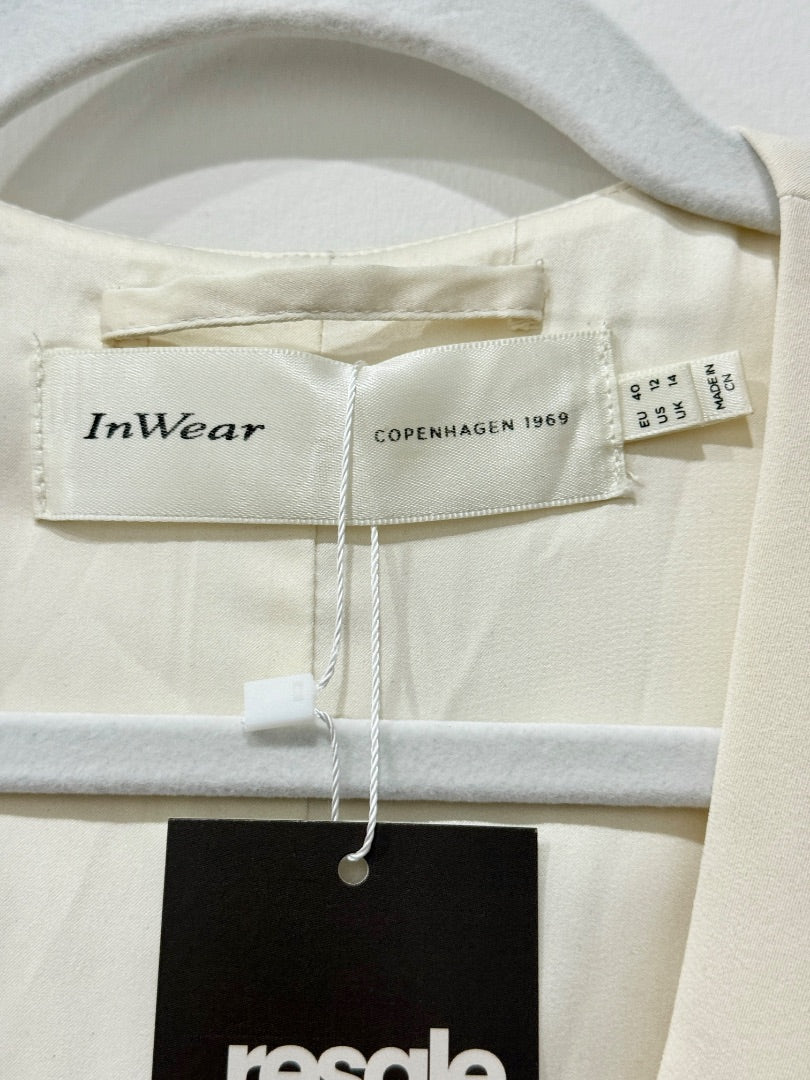 InWear
COPENHAGEN 1969
EU 40
US 12
UK 14
MADE IN
CN
resale